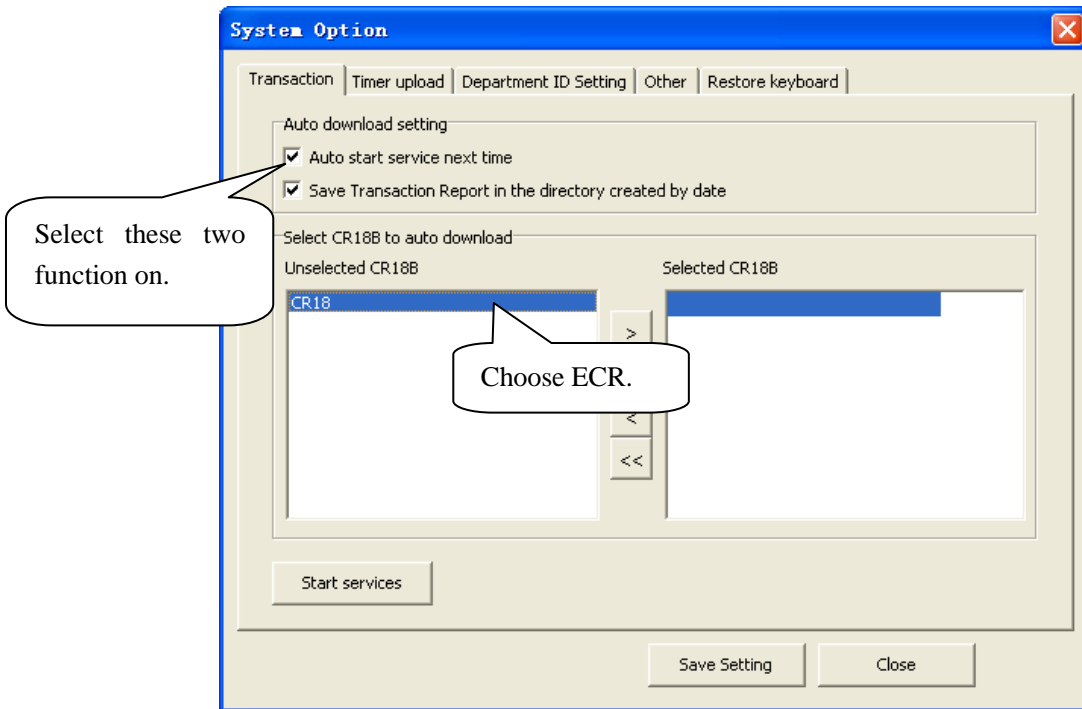 System Option
Transaction Timer upload Department ID Setting Other Restore keyboard
Auto download setting
Auto start service next time
Save Transaction Report in the directory created by date
Select these two
function on.
Select CR18B to auto download
Unselected CR18B Selected CR18B
CR18
>
Choose ECR.
<
<<
Start services
Save Setting Close